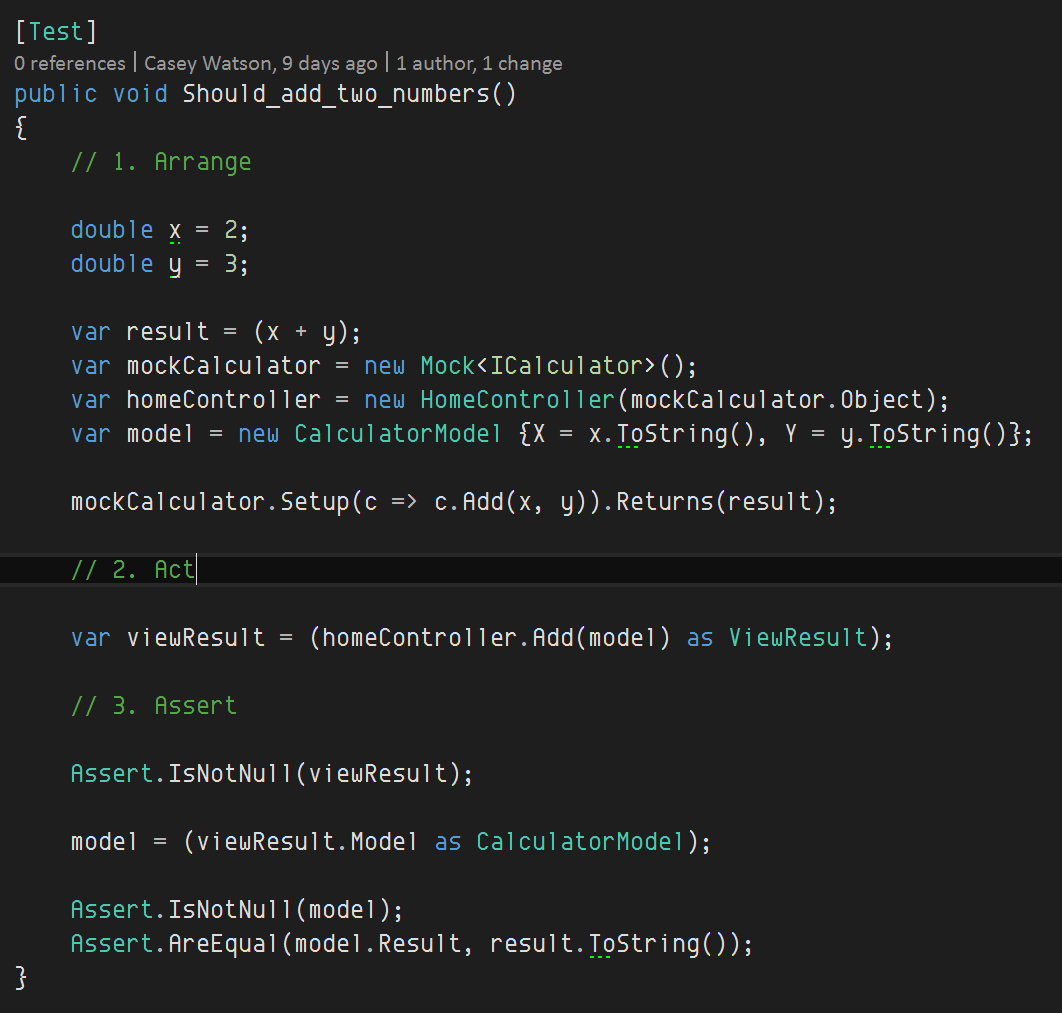 [Test]
0 references | Casey Watson, 9 days ago | 1 author, 1 change
public void Should_add_two_numbers()
{
    // 1. Arrange

    double x = 2;
    double y = 3;

    var result = (x + y);
    var mockCalculator = new Mock<ICalculator>();
    var homeController = new HomeController(mockCalculator.Object);
    var model = new CalculatorModel {X = x.ToString(), Y = y.ToString()};

    mockCalculator.Setup(c => c.Add(x, y)).Returns(result);

    // 2. Act

    var viewResult = (homeController.Add(model) as ViewResult);

    // 3. Assert

    Assert.IsNotNull(viewResult);

    model = (viewResult.Model as CalculatorModel);

    Assert.IsNotNull(model);
    Assert.AreEqual(model.Result, result.ToString());
}